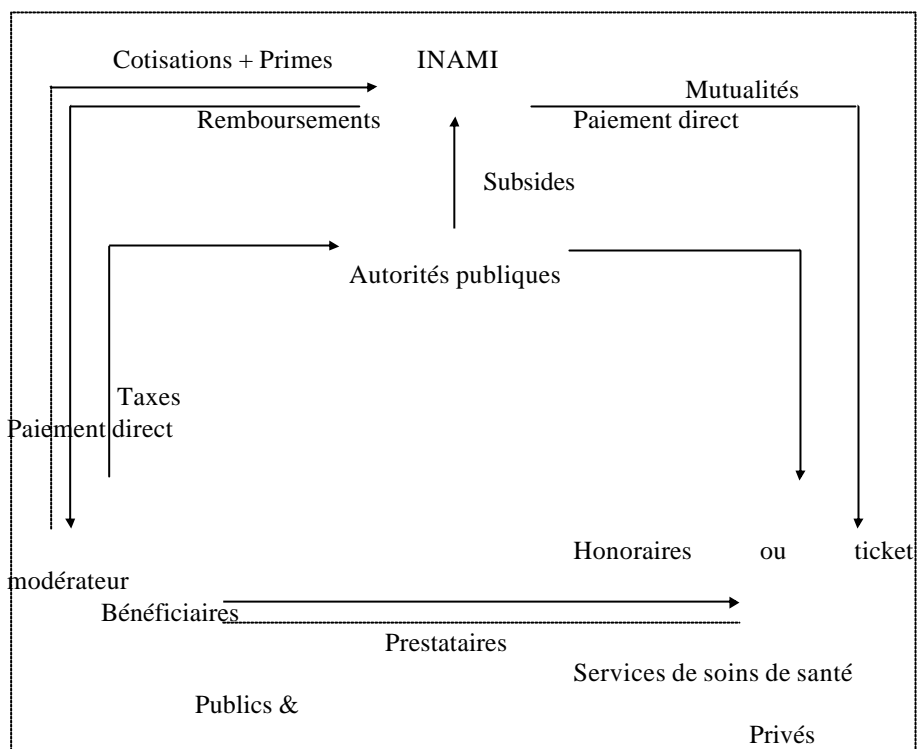 Cotisations + Primes INAMI
Mutualités
Remboursements Paiement direct
Subsides
Autorités publiques
Taxes
Paiement direct
Honoraires ou ticket
modérateur
Bénéficiaires
Prestataires
Services de soins de santé
Publics &
Privés